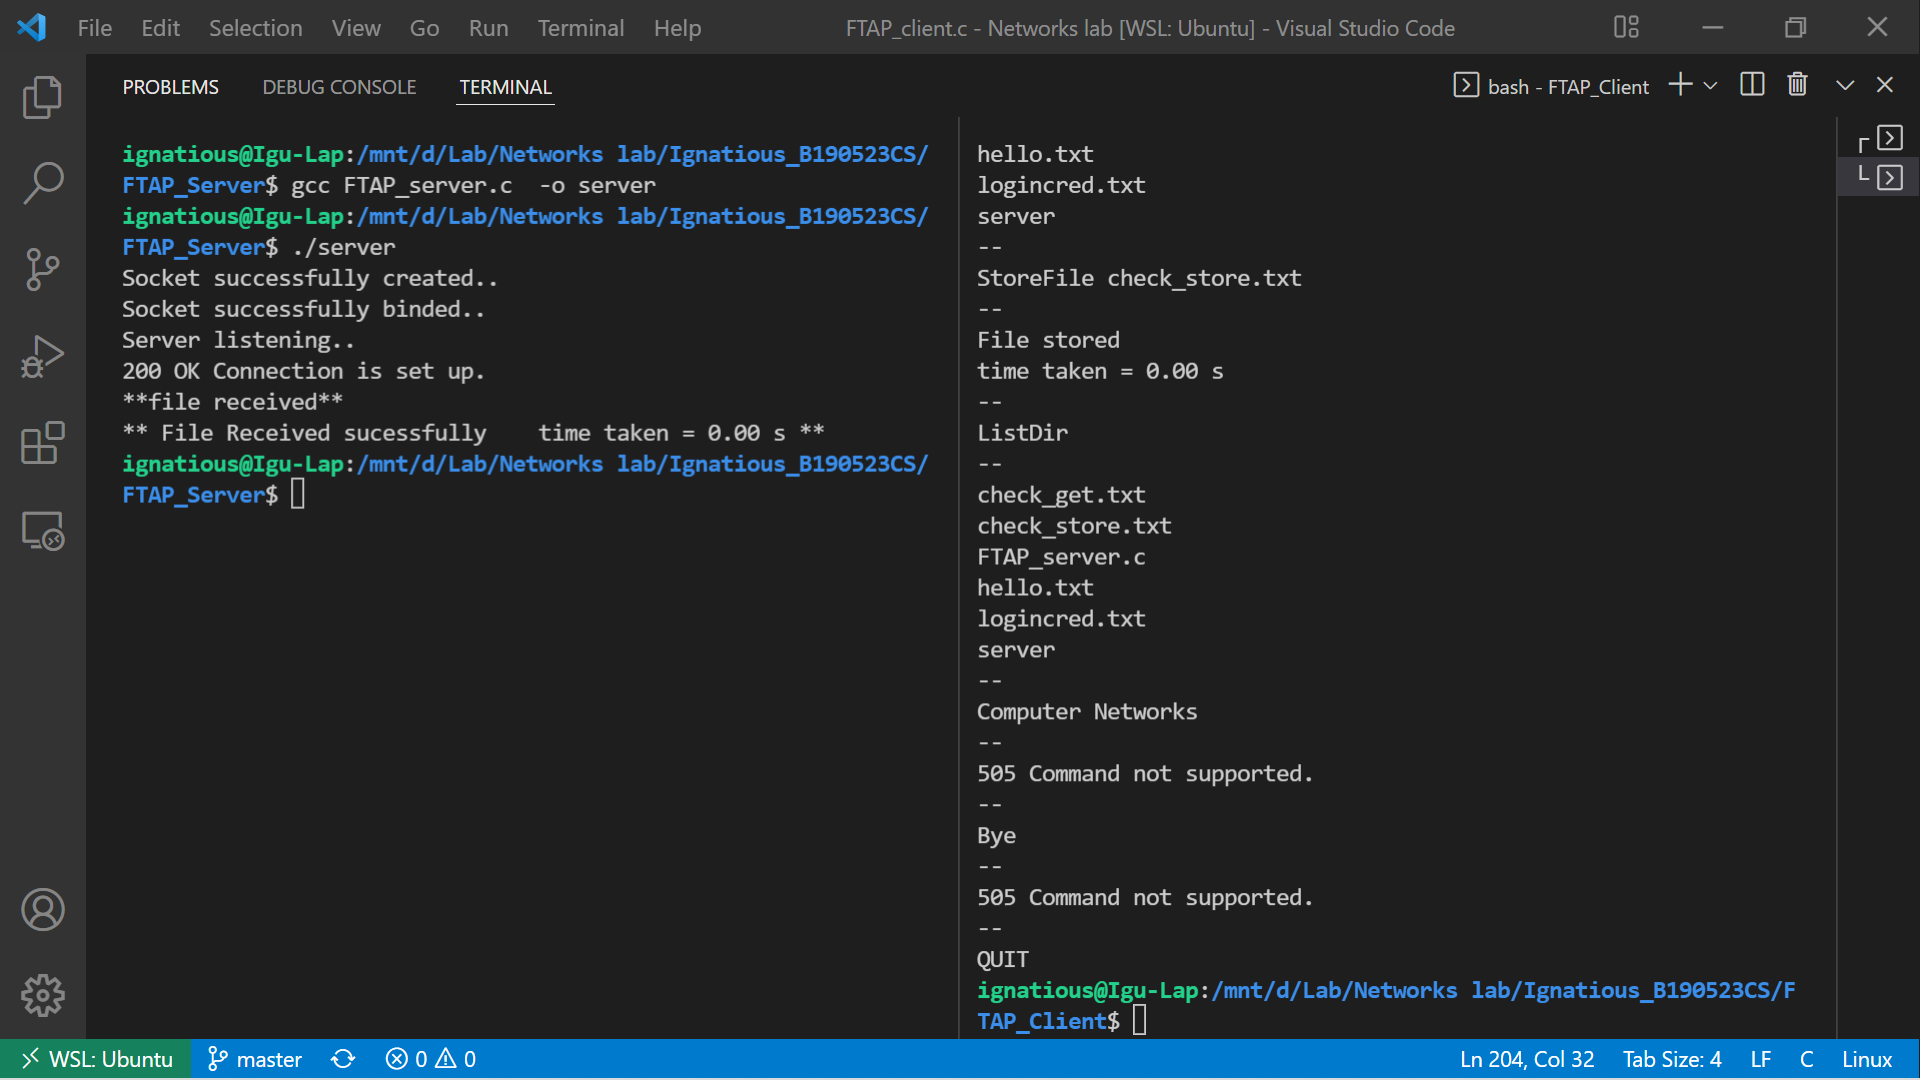 File Edit Selection View Go Run Terminal Help
FTAP_client.c - Networks lab [WSL: Ubuntu] - Visual Studio Code
PROBLEMS DEBUG CONSOLE TERMINAL
bash - FTAP_Client
ignatious@Igu-Lap:/mnt/d/Lab/Networks lab/Ignatious_B190523CS/
FTAP_Server$ gcc FTAP_server.c  -o server
ignatious@Igu-Lap:/mnt/d/Lab/Networks lab/Ignatious_B190523CS/
FTAP_Server$ ./server
Socket successfully created..
Socket successfully binded..
Server listening..
200 OK Connection is set up.
**file received**
** File Received sucessfully    time taken = 0.00 s **
ignatious@Igu-Lap:/mnt/d/Lab/Networks lab/Ignatious_B190523CS/
FTAP_Server$
hello.txt
logincred.txt
server
--
StoreFile check_store.txt
--
File stored
time taken = 0.00 s
--
ListDir
--
check_get.txt
check_store.txt
FTAP_server.c
hello.txt
logincred.txt
server
--
Computer Networks
--
505 Command not supported.
--
Bye
--
505 Command not supported.
--
QUIT
ignatious@Igu-Lap:/mnt/d/Lab/Networks lab/Ignatious_B190523CS/F
TAP_Client$
WSL: Ubuntu master 0 0 Ln 204, Col 32 Tab Size: 4 LF C Linux